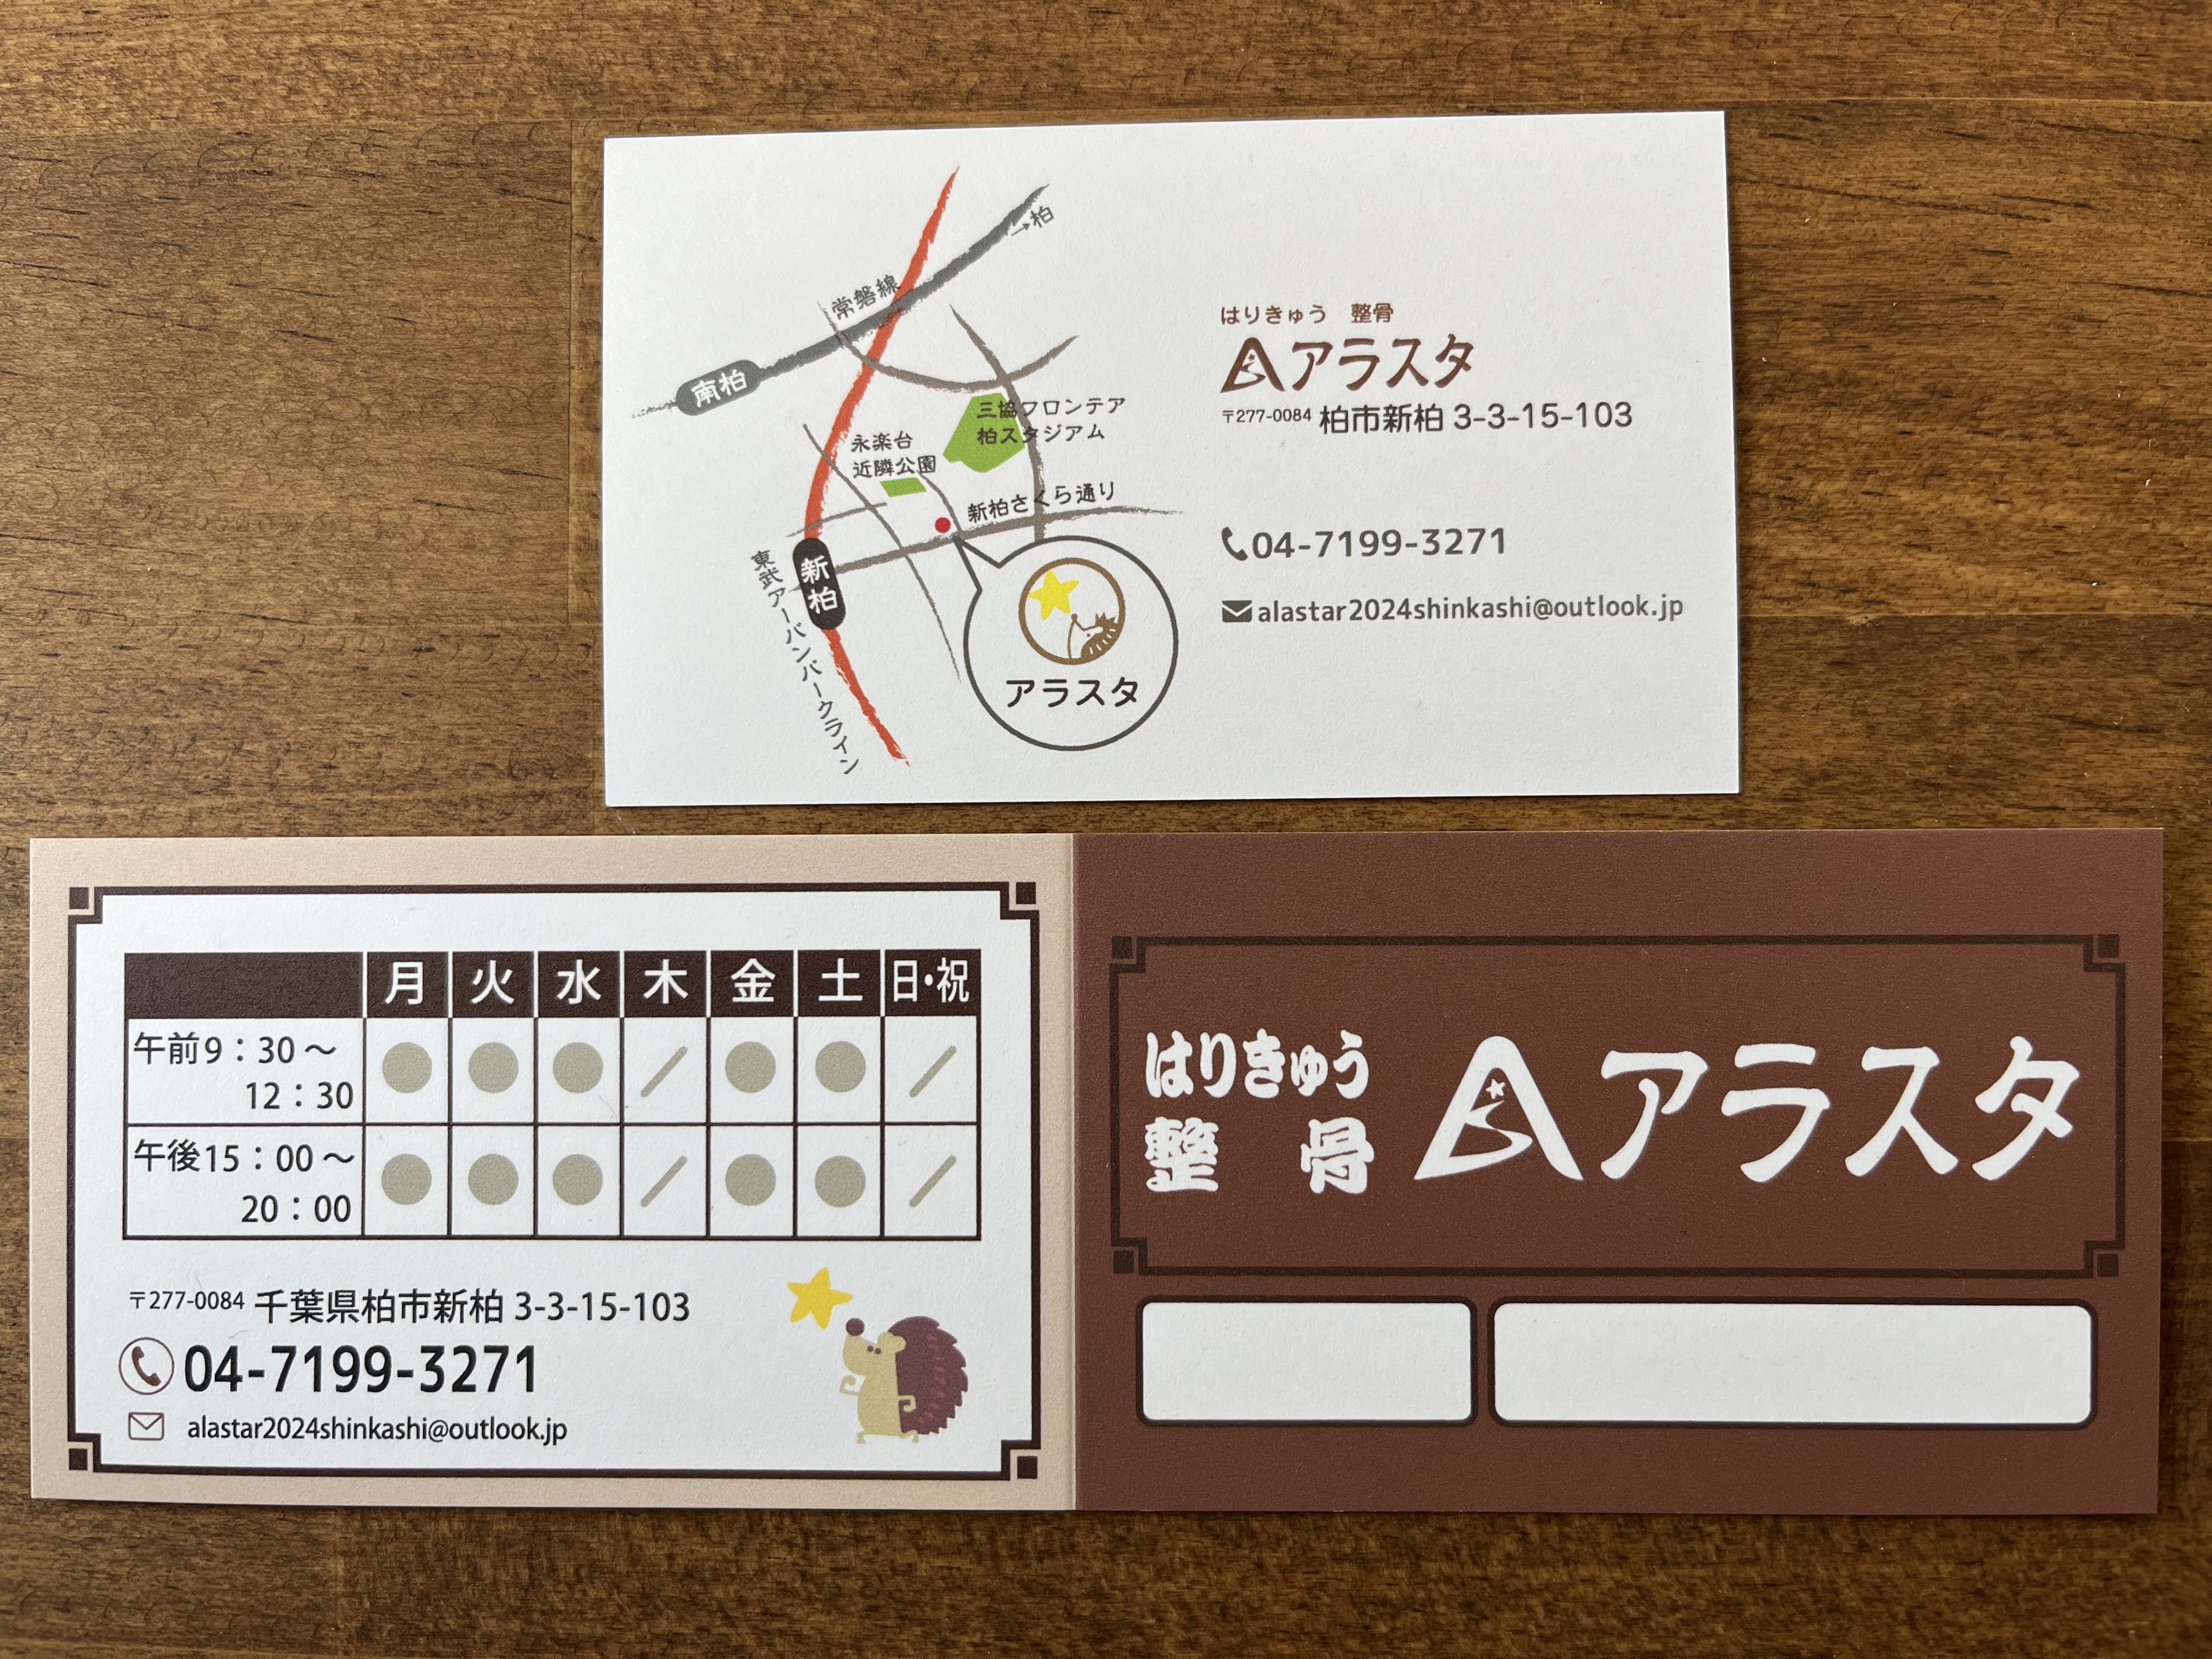 →柏
常磐線
南柏
三協フロンテア
柏スタジアム
永楽台
近隣公園
新柏さくら通り
新柏
東武アーバンパークライン
アラスタ
はりきゅう 整骨
アラスタ
〒277-0084 柏市新柏 3-3-15-103
04-7199-3271
alastar2024shinkashi@outlook.jp
月 火 水 木 金 土 日・祝
午前9：30～
12：30
午後15：00～
20：00
〒277-0084 千葉県柏市新柏 3-3-15-103
04-7199-3271
alastar2024shinkashi@outlook.jp
はりきゅう
整骨
アラスタ